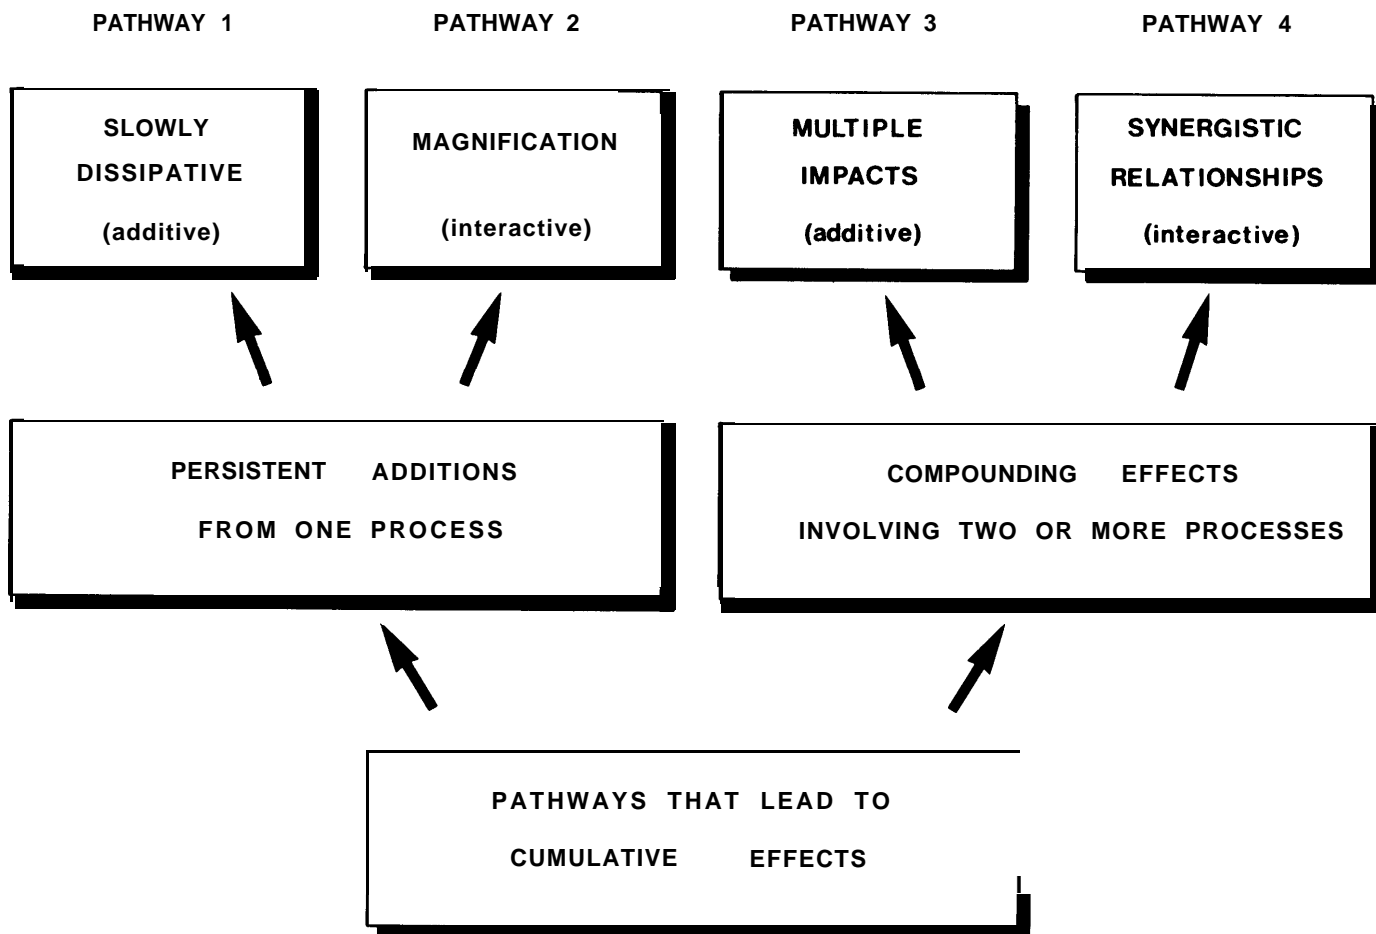 PATHWAY 1
PATHWAY 2
PATHWAY 3
PATHWAY 4
SLOWLY
DISSIPATIVE
(additive)
MAGNIFICATION
(interactive)
MULTIPLE
IMPACTS
(additive)
SYNERGISTIC
RELATIONSHIPS
(interactive)
PERSISTENT ADDITIONS
FROM ONE PROCESS
COMPOUNDING EFFECTS
INVOLVING TWO OR MORE PROCESSES
PATHWAYS THAT LEAD TO
CUMULATIVE EFFECTS